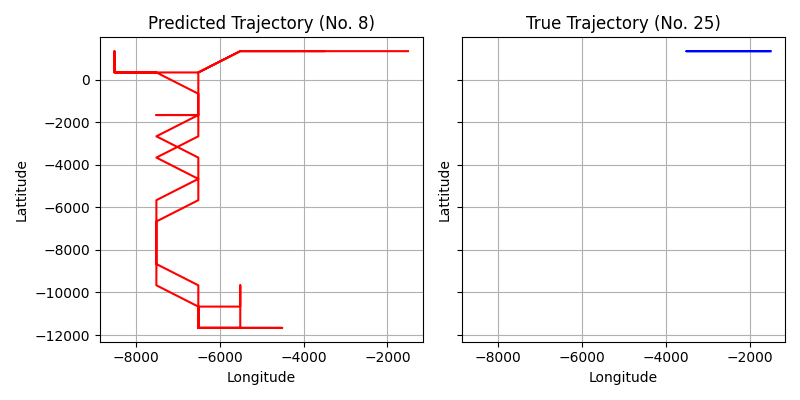 Predicted Trajectory (No. 8)
True Trajectory (No. 25)
Lattitude
0
−2000
−4000
−6000
−8000
−10000
−12000
−8000 −6000 −4000 −2000
Longitude
Lattitude
−8000 −6000 −4000 −2000
Longitude